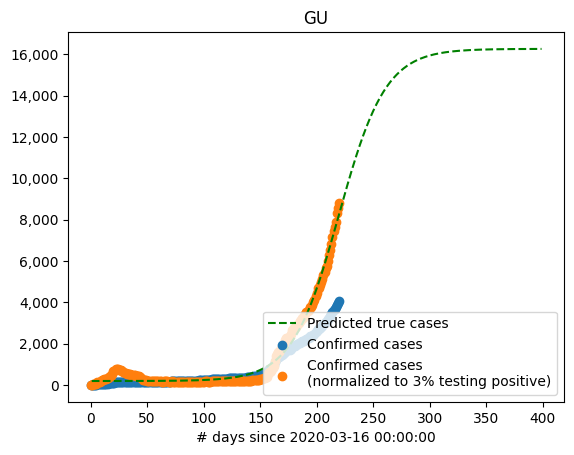 GU
16,000
14,000
12,000
10,000
8,000
6,000
4,000
2,000
0
Predicted true cases
Confirmed cases
Confirmed cases
(normalized to 3% testing positive)
0 50 100 150 200 250 300 350 400
# days since 2020-03-16 00:00:00